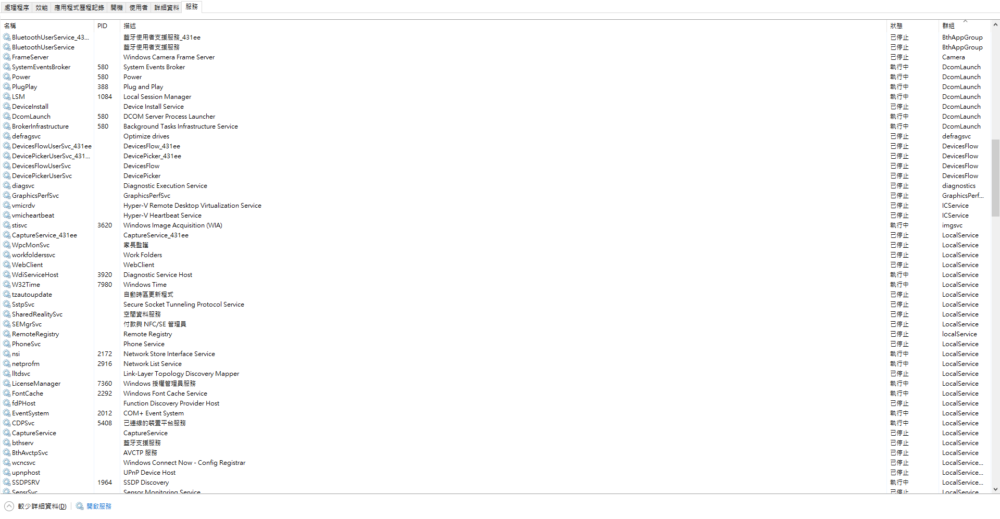 處理程序 效能 應用程式歷程記錄 開機 使用者 詳細資料 服務
名稱 PID 描述 狀態 群組
BluetoothUserService_43... 藍牙使用者支援服務_431ee 已停止 BthAppGroup
BluetoothUserService 藍牙使用者支援服務 已停止 BthAppGroup
FrameServer Windows Camera Frame Server 已停止 Camera
SystemEventsBroker 580 System Events Broker 執行中 DcomLaunch
Power 580 Power 執行中 DcomLaunch
PlugPlay 388 Plug and Play 執行中 DcomLaunch
LSM 1084 Local Session Manager 執行中 DcomLaunch
DeviceInstall Device Install Service 已停止 DcomLaunch
DcomLaunch 580 DCOM Server Process Launcher 執行中 DcomLaunch
BrokerInfrastructure 580 Background Tasks Infrastructure Service 執行中 DcomLaunch
defragsvc Optimize drives 已停止 defragsvc
DevicesFlowUserSvc_431ee DevicesFlow_431ee 已停止 DevicesFlow
DevicePickerUserSvc_431... DevicePicker_431ee 已停止 DevicesFlow
DevicesFlowUserSvc DevicesFlow 已停止 DevicesFlow
DevicePickerUserSvc DevicePicker 已停止 DevicesFlow
diagsvc Diagnostic Execution Service 已停止 diagnostics
GraphicsPerfSvc GraphicsPerfSvc 已停止 GraphicsPerf...
vmicrdv Hyper-V Remote Desktop Virtualization Service 已停止 ICService
vmicheartbeat Hyper-V Heartbeat Service 已停止 ICService
stisvc 3620 Windows Image Acquisition (WIA) 執行中 imgsvc
CaptureService_431ee CaptureService_431ee 已停止 LocalService
WpcMonSvc 家長監護 已停止 LocalService
workfolderssvc Work Folders 已停止 LocalService
WebClient WebClient 已停止 LocalService
WdiServiceHost 3920 Diagnostic Service Host 執行中 LocalService
W32Time 7980 Windows Time 執行中 LocalService
tzautoupdate 自動時區更新程式 已停止 LocalService
SstpSvc Secure Socket Tunneling Protocol Service 已停止 LocalService
SharedRealitySvc 空間資料服務 已停止 LocalService
SEMgrSvc 付款與 NFC/SE 管理員 已停止 LocalService
RemoteRegistry Remote Registry 已停止 localService
PhoneSvc Phone Service 已停止 LocalService
nsi 2172 Network Store Interface Service 執行中 LocalService
netprofm 2916 Network List Service 執行中 LocalService
lltdsvc Link-Layer Topology Discovery Mapper 已停止 LocalService
LicenseManager 7360 Windows 授權管理員服務 執行中 LocalService
FontCache 2292 Windows Font Cache Service 執行中 LocalService
fdPHost Function Discovery Provider Host 已停止 LocalService
EventSystem 2012 COM+ Event System 執行中 LocalService
CDPSvc 5408 已連線的裝置平台服務 執行中 LocalService
CaptureService CaptureService 已停止 LocalService
bthserv 藍牙支援服務 已停止 LocalService
BthAvctpSvc AVCTP 服務 已停止 LocalService
wcncsvc Windows Connect Now - Config Registrar 已停止 LocalService...
upnphost UPnP Device Host 已停止 LocalService...
SSDPSRV 1964 SSDP Discovery 執行中 LocalService...
SensrSvc Sensor Monitoring Service 已停止 LocalService
較少詳細資料(D) 開啟服務